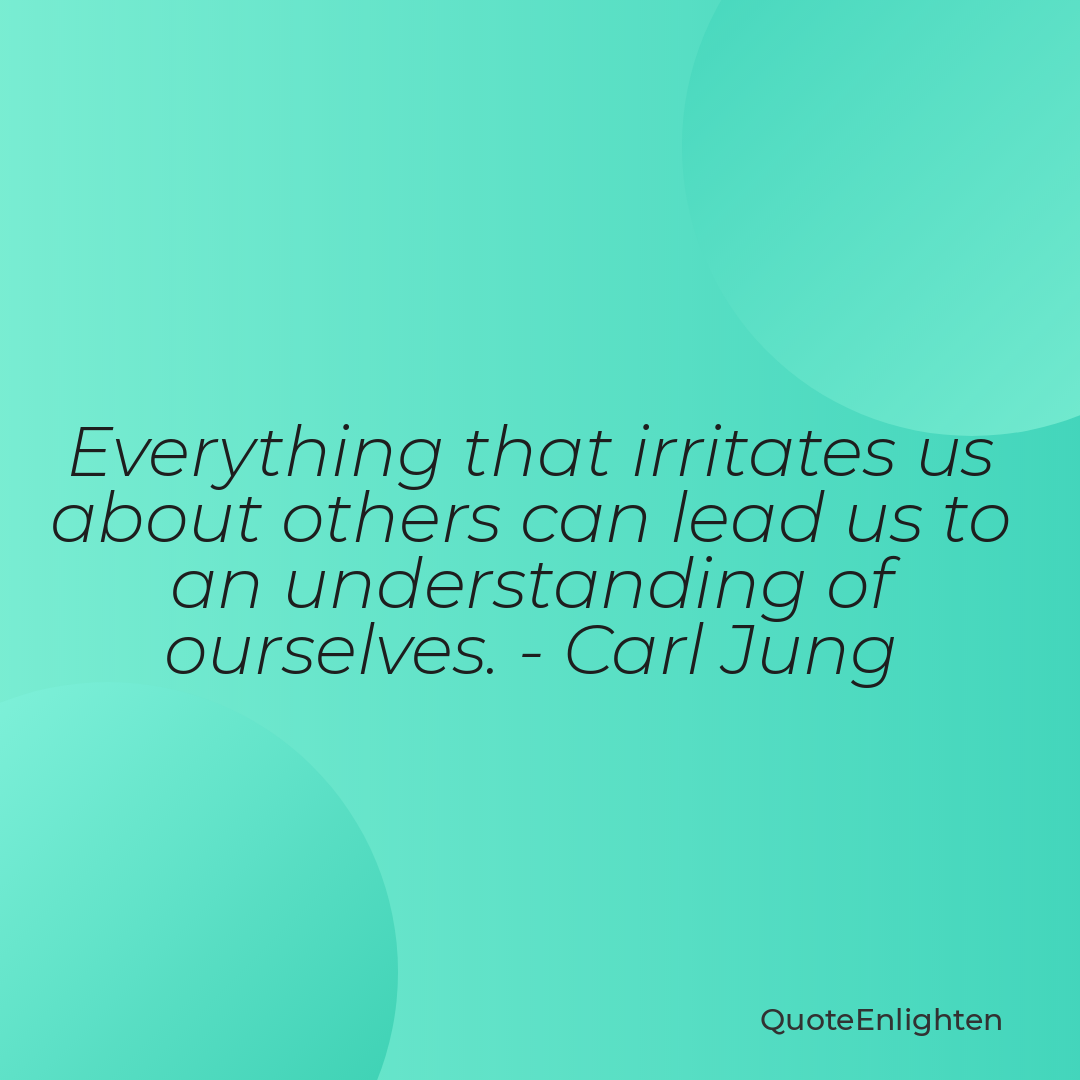 Everything that irritates us
about others can lead us to
an understanding of
ourselves. - Carl Jung
QuoteEnlighten